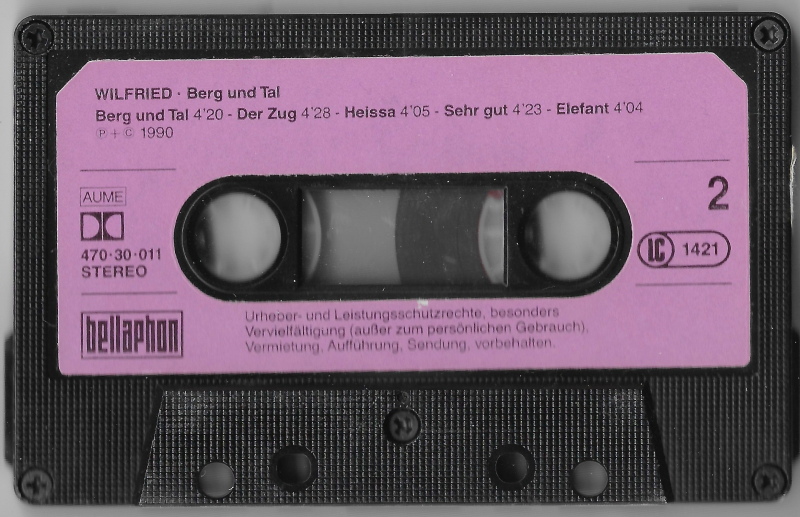 WILFRIED · Berg und Tal
Berg und Tal 4'20 - Der Zug 4'28 - Heissa 4'05 - Sehr gut 4'23 - Elefant 4'04
℗ + © 1990
AUME
2
470·30·011
STEREO
LC 1421
bellaphon
Urheber- und Leistungsschutzrechte, besonders
Vervielfältigung (außer zum persönlichen Gebrauch),
Vermietung, Aufführung, Sendung, vorbehalten.